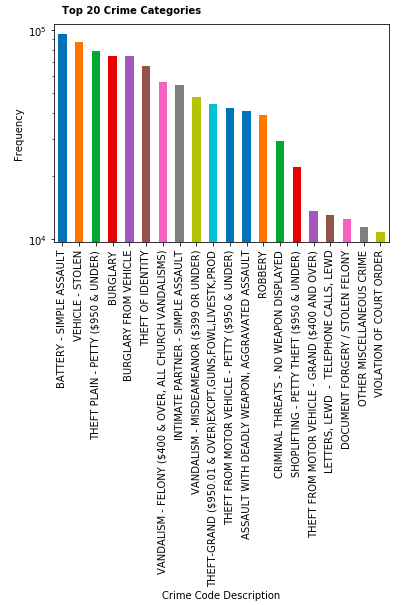 Top 20 Crime Categories
10^5
10^4
Frequency
BATTERY - SIMPLE ASSAULT
VEHICLE - STOLEN
THEFT PLAIN - PETTY ($950 & UNDER)
BURGLARY
BURGLARY FROM VEHICLE
THEFT OF IDENTITY
VANDALISM - FELONY ($400 & OVER, ALL CHURCH VANDALISMS)
INTIMATE PARTNER - SIMPLE ASSAULT
VANDALISM - MISDEAMEANOR ($399 OR UNDER)
THEFT-GRAND ($950.01 & OVER)EXCPT,GUNS,FOWL,LIVESTK,PROD
THEFT FROM MOTOR VEHICLE - PETTY ($950 & UNDER)
ASSAULT WITH DEADLY WEAPON, AGGRAVATED ASSAULT
ROBBERY
CRIMINAL THREATS - NO WEAPON DISPLAYED
SHOPLIFTING - PETTY THEFT ($950 & UNDER)
THEFT FROM MOTOR VEHICLE - GRAND ($400 AND OVER)
LETTERS, LEWD  -  TELEPHONE CALLS, LEWD
DOCUMENT FORGERY / STOLEN FELONY
OTHER MISCELLANEOUS CRIME
VIOLATION OF COURT ORDER
Crime Code Description